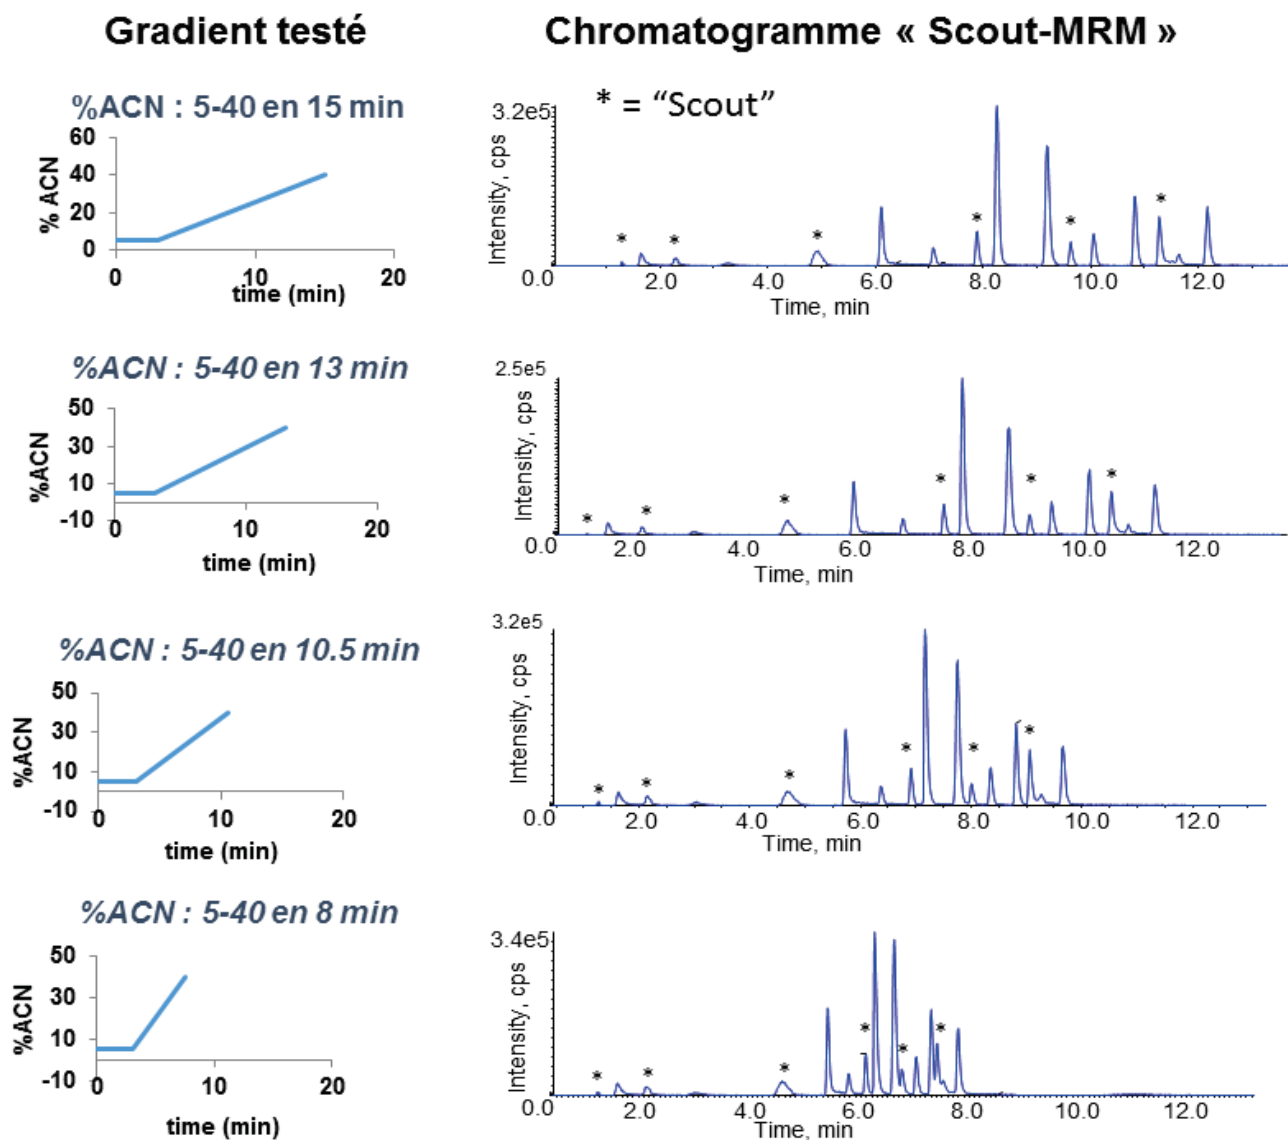 Gradient testé
Chromatogramme « Scout-MRM »
%ACN : 5-40 en 15 min
% ACN
60
40
20
0
0 10 20
time (min)
* = “Scout”
3.2e5
Intensity, cps
* * * * * *
0.0 2.0 4.0 6.0 8.0 10.0 12.0
Time, min
%ACN : 5-40 en 13 min
%ACN
50
30
10
-10
0 10 20
time (min)
2.5e5
Intensity, cps
* * * * * *
0.0 2.0 4.0 6.0 8.0 10.0 12.0
Time, min
%ACN : 5-40 en 10.5 min
%ACN
50
30
10
-10
0 10 20
time (min)
3.2e5
Intensity, cps
* * * * * *
0.0 2.0 4.0 6.0 8.0 10.0 12.0
Time, min
%ACN : 5-40 en 8 min
%ACN
50
30
10
-10
0 10 20
time (min)
3.4e5
Intensity, cps
* * * * * *
0.0 2.0 4.0 6.0 8.0 10.0 12.0
Time, min